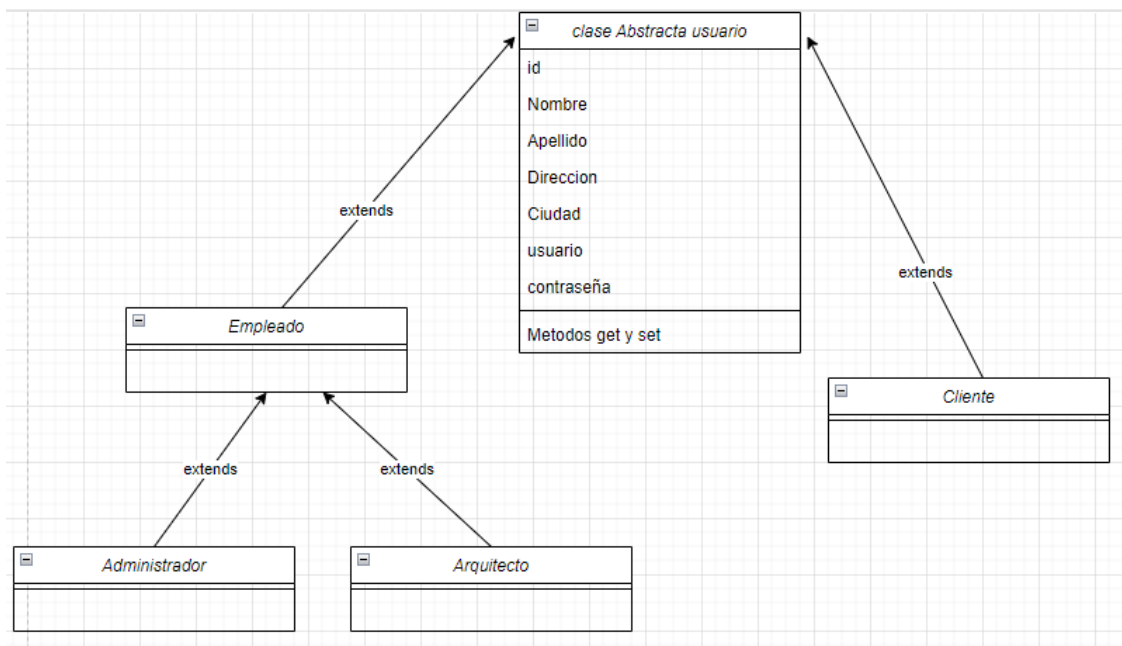 clase Abstracta usuario
id
Nombre
Apellido
Direccion
Ciudad
usuario
contraseña
Metodos get y set
extends
extends
Empleado
Cliente
extends
extends
Administrador
Arquitecto